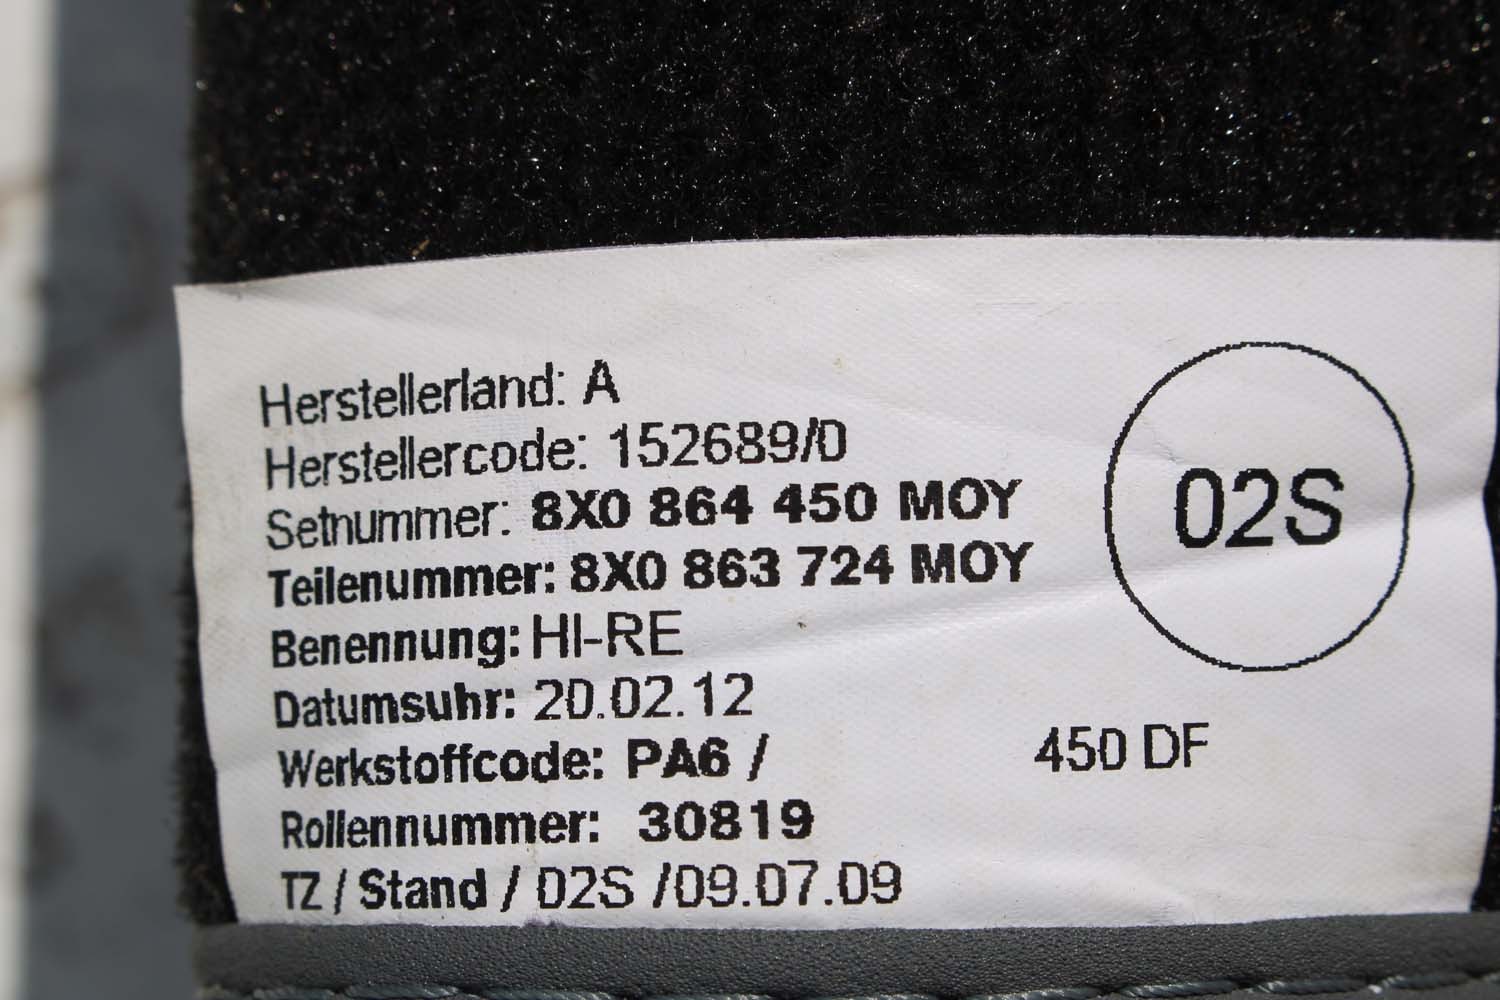 Herstellerland: A
Herstellercode: 152689/0
Setnummer: 8X0 864 450 MOY
Teilenummer: 8X0 863 724 MOY
02S
Benennung: HI-RE
Datumsuhr: 20.02.12
Werkstoffcode: PA6 /
450 DF
Rollennummer: 30819
TZ / Stand / 02S /09.07.09